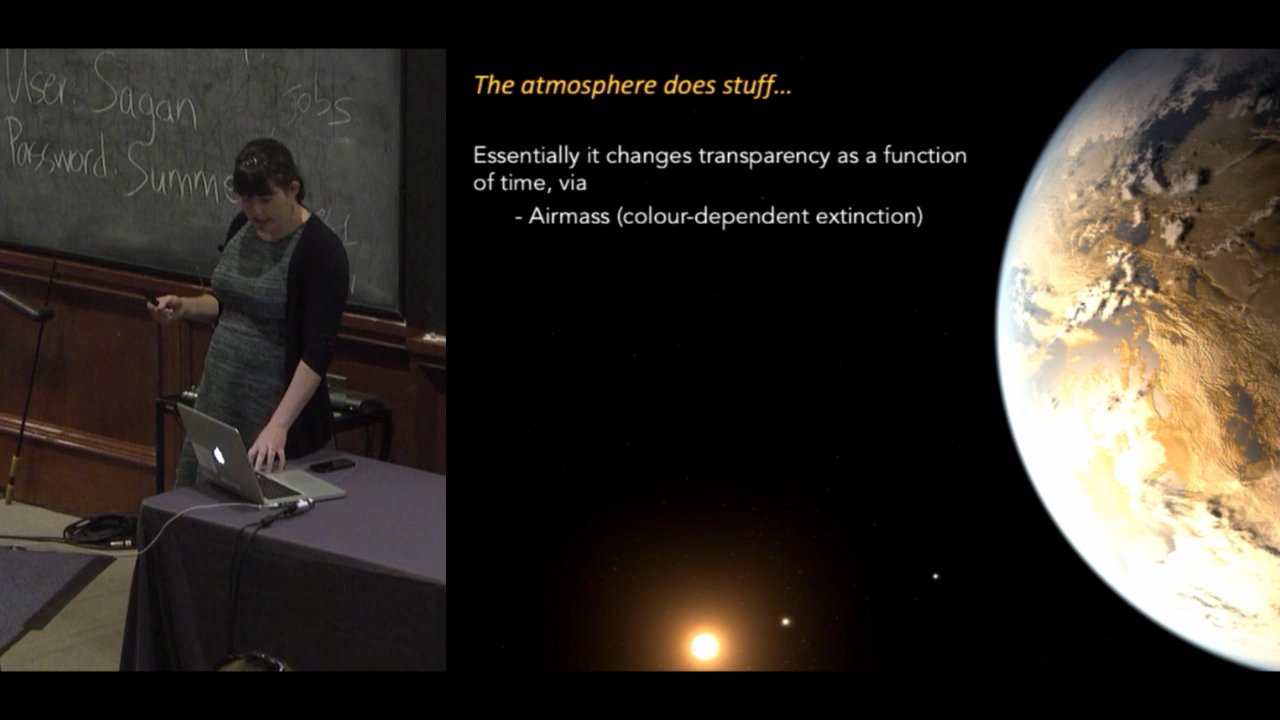 User: Sagan
Jobs
Password: Summe
The atmosphere does stuff...
Essentially it changes transparency as a function
of time, via
- Airmass (colour-dependent extinction)